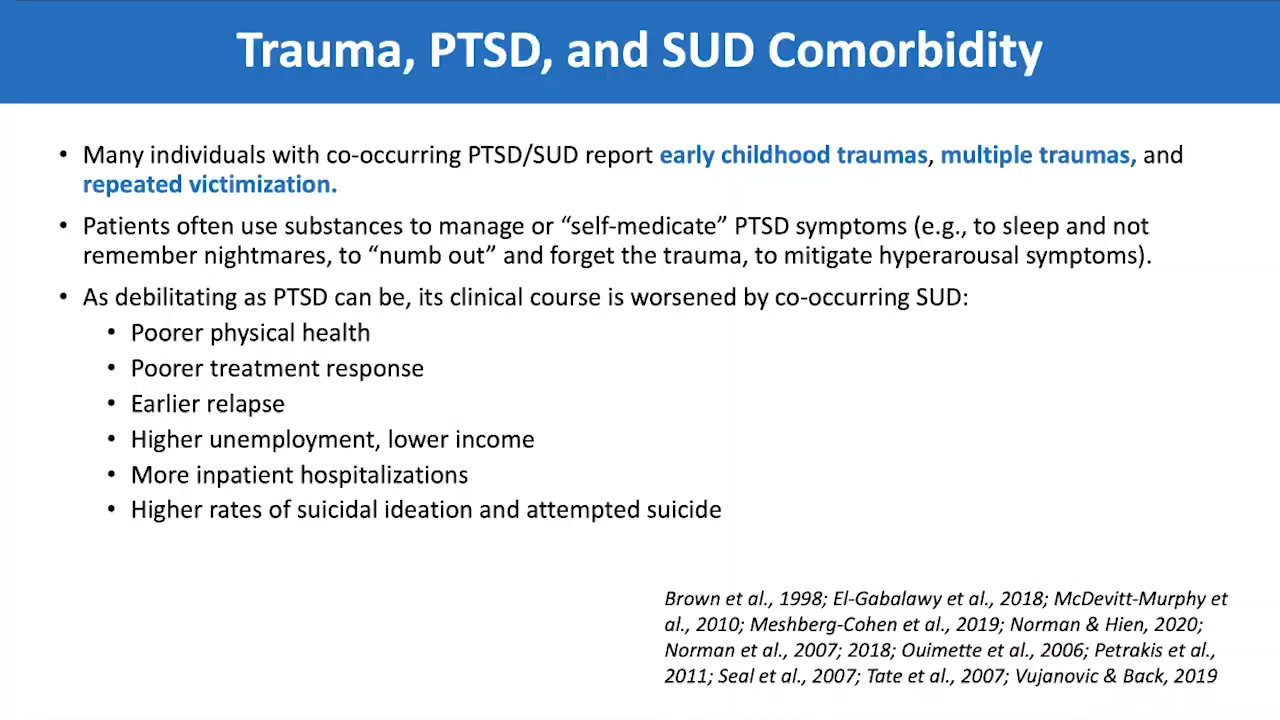 Trauma, PTSD, and SUD Comorbidity
• Many individuals with co-occurring PTSD/SUD report early childhood traumas, multiple traumas, and
repeated victimization.
• Patients often use substances to manage or “self-medicate” PTSD symptoms (e.g., to sleep and not
remember nightmares, to “numb out” and forget the trauma, to mitigate hyperarousal symptoms).
• As debilitating as PTSD can be, its clinical course is worsened by co-occurring SUD:
• Poorer physical health
• Poorer treatment response
• Earlier relapse
• Higher unemployment, lower income
• More inpatient hospitalizations
• Higher rates of suicidal ideation and attempted suicide
Brown et al., 1998; El-Gabalawy et al., 2018; McDevitt-Murphy et
al., 2010; Meshberg-Cohen et al., 2019; Norman & Hien, 2020;
Norman et al., 2007; 2018; Ouimette et al., 2006; Petrakis et al.,
2011; Seal et al., 2007; Tate et al., 2007; Vujanovic & Back, 2019